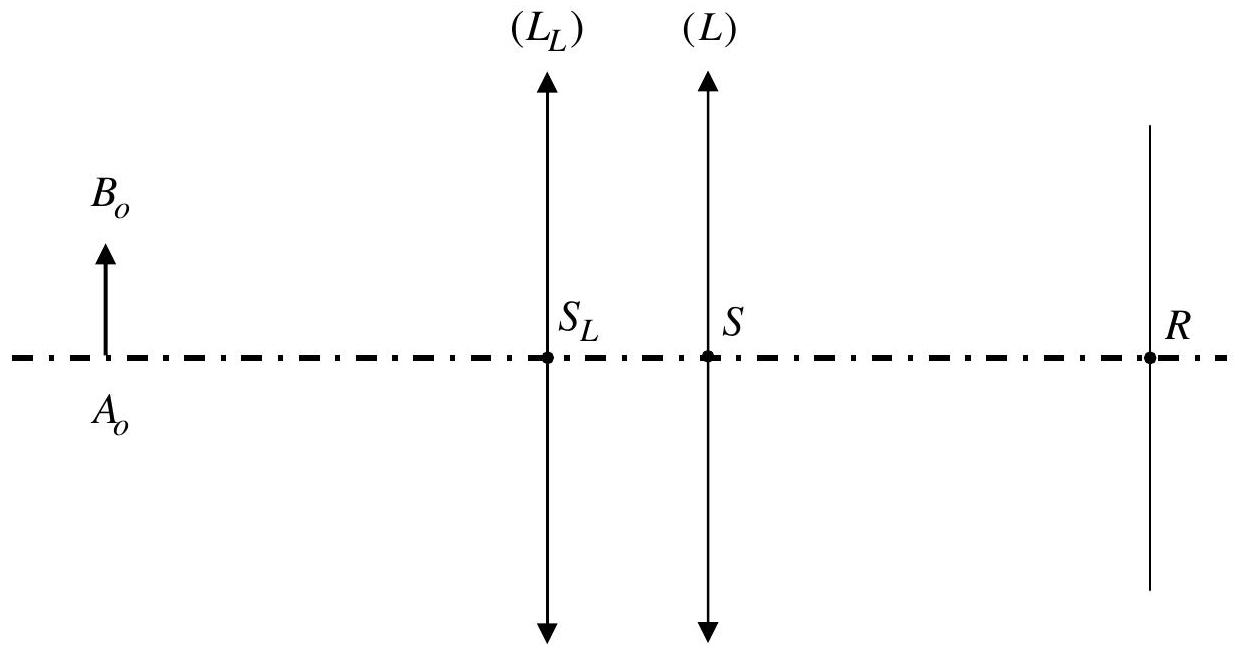 (L_L) (L)
B_o
S_L S R
A_o